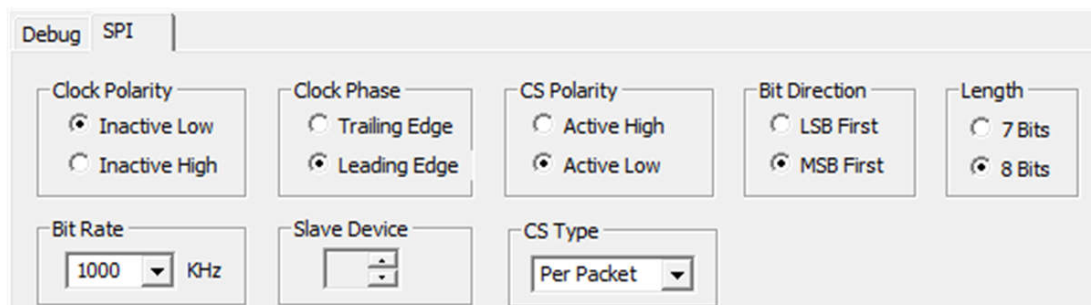 Debug SPI
Clock Polarity Clock Phase CS Polarity Bit Direction Length
Inactive Low Trailing Edge Active High LSB First 7 Bits
Inactive High Leading Edge Active Low MSB First 8 Bits
Bit Rate Slave Device CS Type
1000 KHz Per Packet